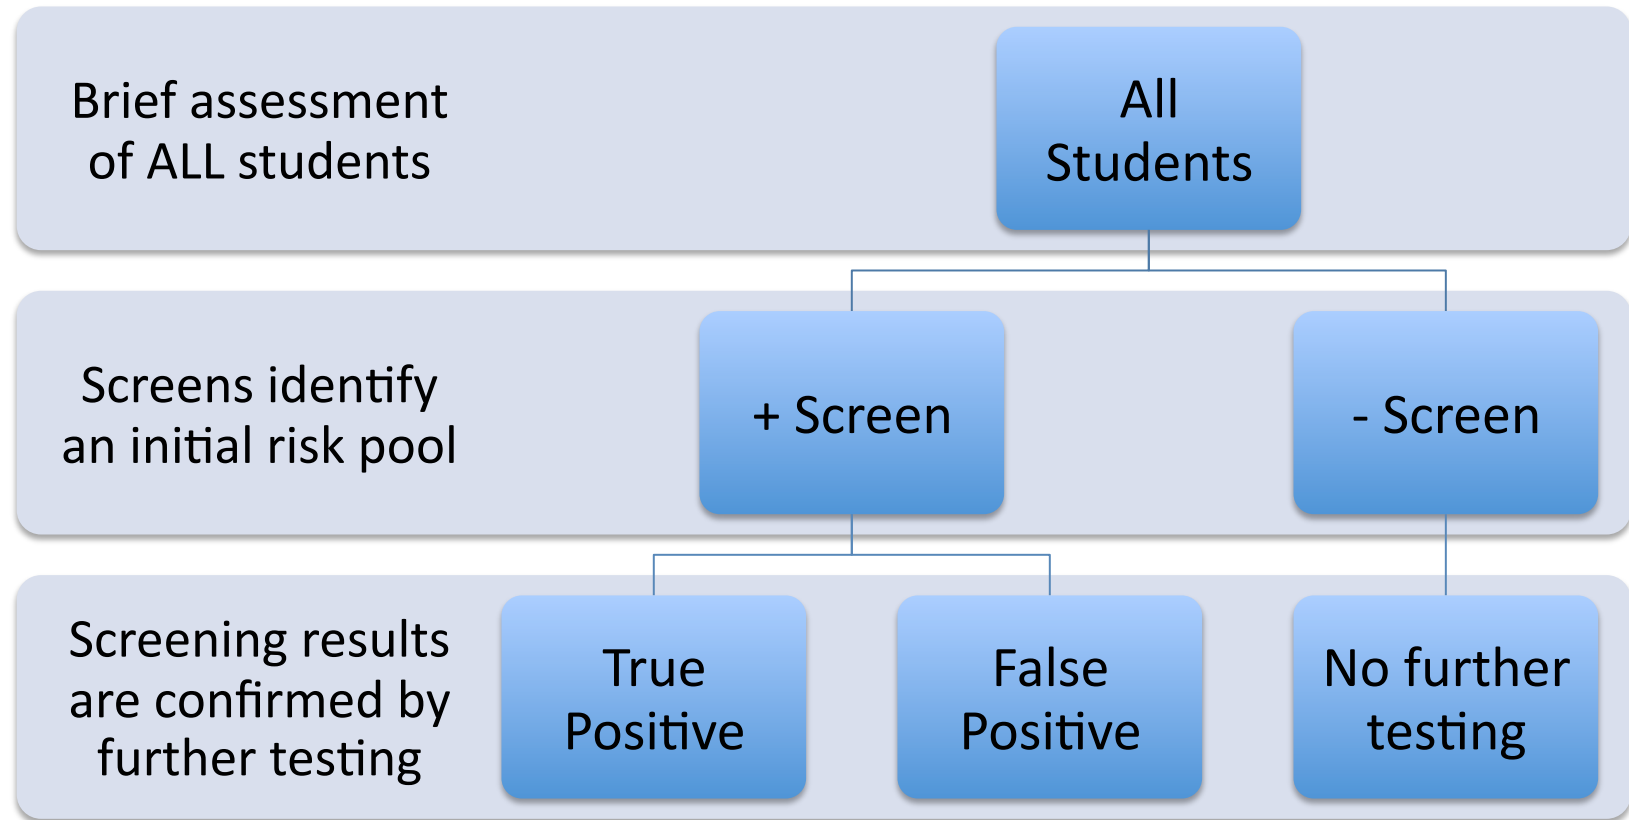 Brief assessment
of ALL students
All
Students
Screens identify
an initial risk pool
+ Screen
- Screen
Screening results
are confirmed by
further testing
True
Positive
False
Positive
No further
testing